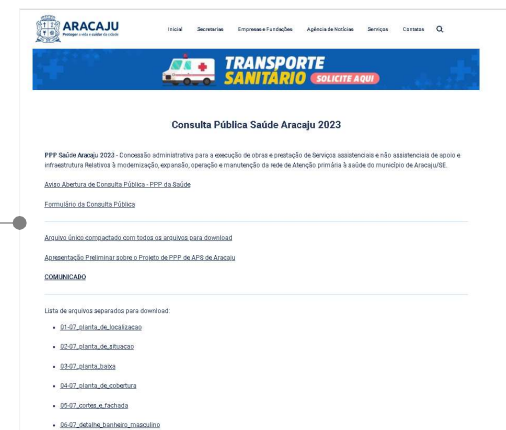 ARACAJU
Proteger a vida e cuidar da cidade
Inicial Secretarias Empresas e Fundações Agência de Notícias Serviços Contatos
TRANSPORTE
SANITÁRIO SOLICITE AQUI
Consulta Pública Saúde Aracaju 2023
PPP Saúde Aracaju 2023 - Concessão administrativa para a execução de obras e prestação de Serviços assistenciais e não assistenciais de apoio e
infraestrutura Relativos à modernização, expansão, operação e manutenção da rede de Atenção primária à saúde do município de Aracaju/SE.
Aviso Abertura de Consulta Pública - PPP da Saúde
Formulário da Consulta Pública
Arquivo único compactado com todos os arquivos para download
Apresentação Preliminar sobre o Projeto de PPP de APS de Aracaju
COMUNICADO
Lista de arquivos separados para download:
01-07_planta_de_localizacao
02-07_planta_de_situacao
03-07_planta_baixa
04-07_planta_de_cobertura
05-07_cortes_e_fachada
06-07_detalhe_banheiro_masculino